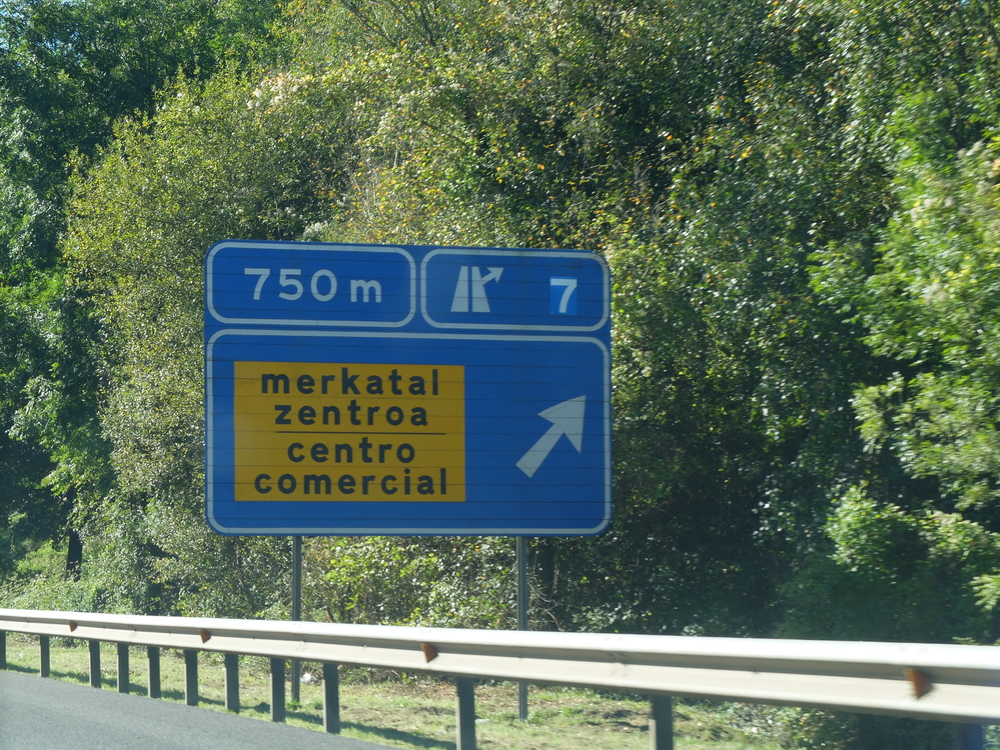 750 m
7
merkatal
zentroa
centro
comercial